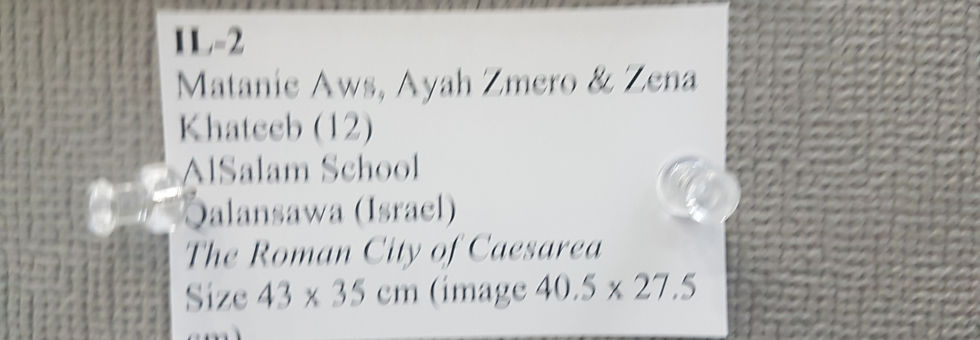 IL-2
Matanie Aws, Ayah Zmero & Zena
Khateeb (12)
AlSalam School
Qalansawa (Israel)
The Roman City of Caesarea
Size 43 x 35 cm (image 40.5 x 27.5
cm)